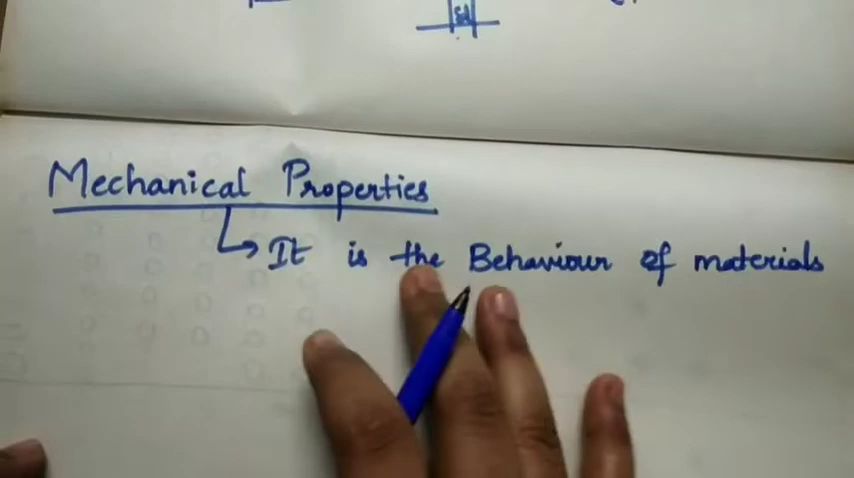 Mechanical Properties
It is the Behaviour of materials